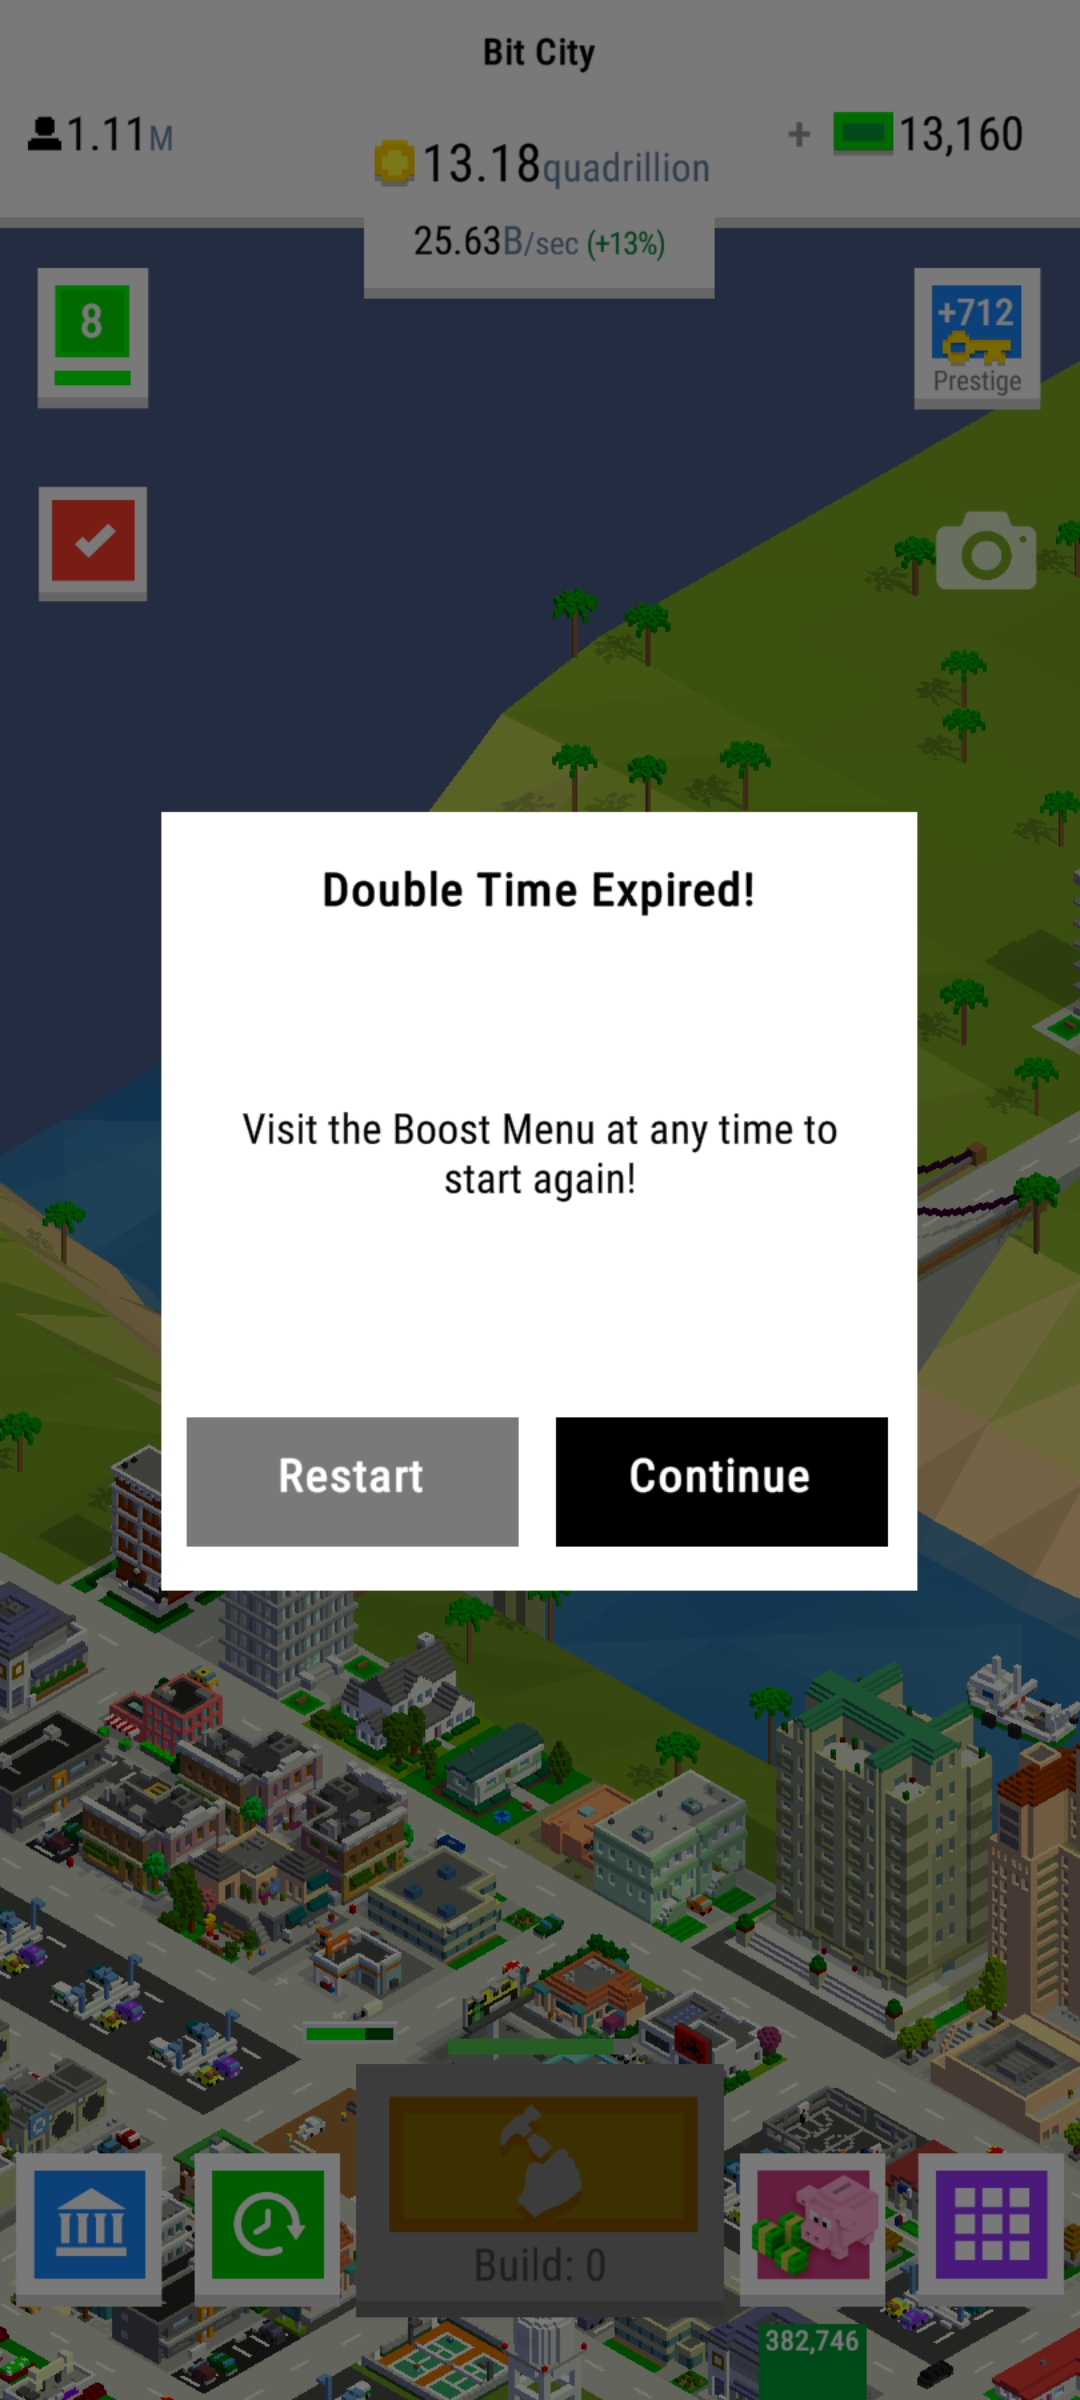 Bit City
1.11M
13.18quadrillion
+ 13,160
25.63B/sec (+13%)
8
+712
Prestige
Double Time Expired!
Visit the Boost Menu at any time to
start again!
Restart
Continue
Build: 0
382,746